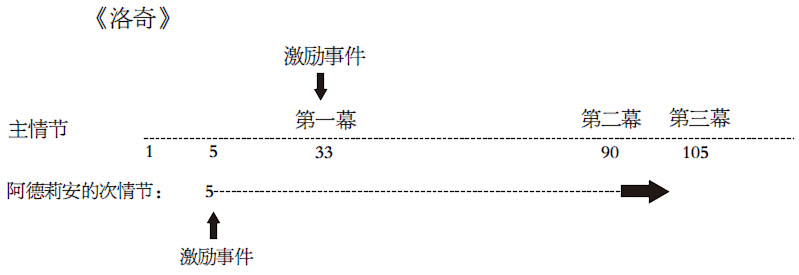 《洛奇》
激励事件
主情节 第一幕 第二幕 第三幕
1 5 33 90 105
阿德莉安的次情节： 5
激励事件